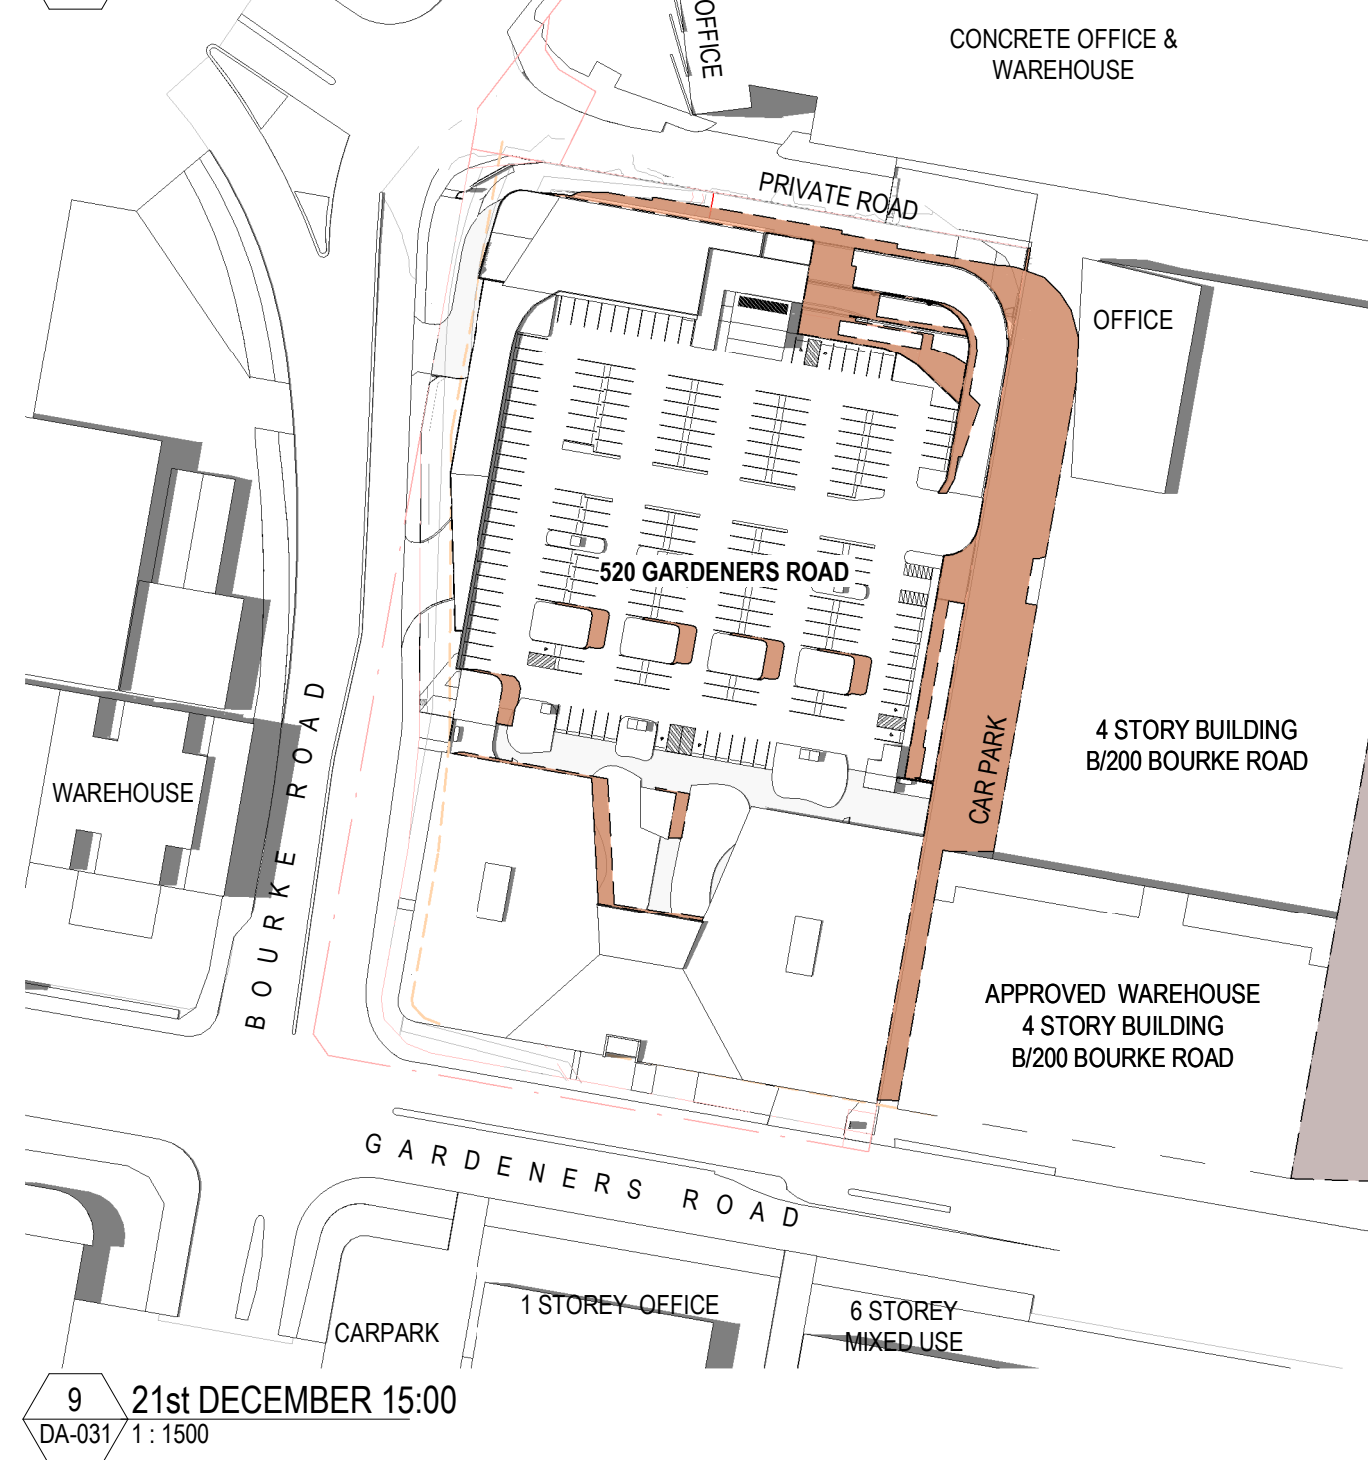 OFFICE
CONCRETE OFFICE &
WAREHOUSE
PRIVATE ROAD
OFFICE
520 GARDENERS ROAD
BOURKE ROAD
WAREHOUSE
CAR PARK
4 STORY BUILDING
B/200 BOURKE ROAD
APPROVED WAREHOUSE
4 STORY BUILDING
B/200 BOURKE ROAD
GARDENERS ROAD
1 STOREY OFFICE
6 STOREY
MIXED USE
CARPARK
9
21st DECEMBER 15:00
DA-031
1 : 1500